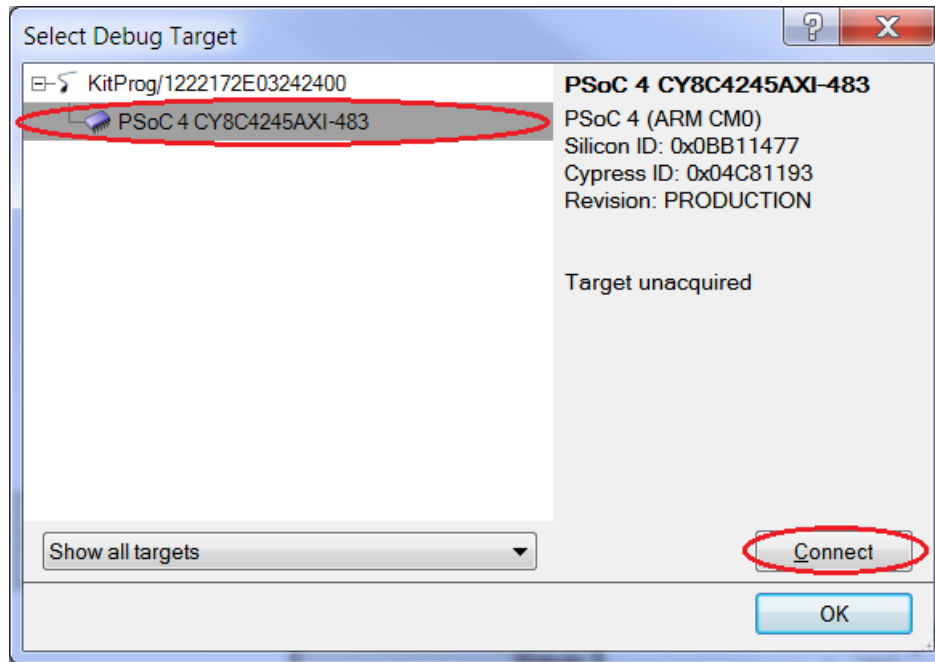 Select Debug Target
KitProg/1222172E03242400
PSoC 4 CY8C4245AXI-483
PSoC 4 CY8C4245AXI-483
PSoC 4 (ARM CM0)
Silicon ID: 0x0BB11477
Cypress ID: 0x04C81193
Revision: PRODUCTION
Target unacquired
Show all targets
Connect
OK